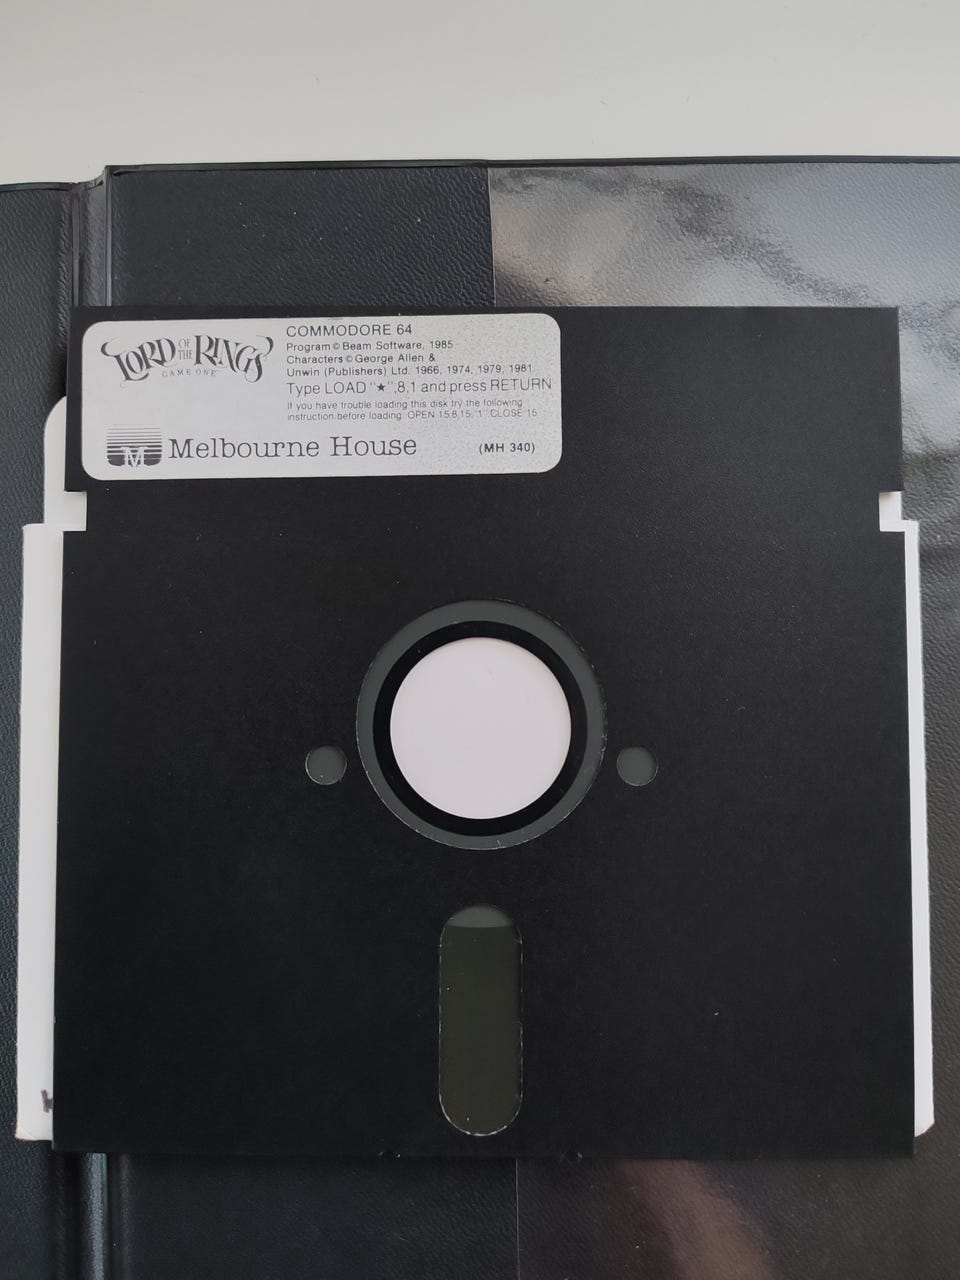 LORD OF THE RINGS
GAME ONE
COMMODORE 64
Program © Beam Software, 1985
Characters © George Allen &
Unwin (Publishers) Ltd. 1966, 1974, 1979, 1981.
Type LOAD "★",8,1 and press RETURN
If you have trouble loading this disk try the following
instruction before loading: OPEN 15,8,15, "I" CLOSE 15
M
Melbourne House
(MH 340)